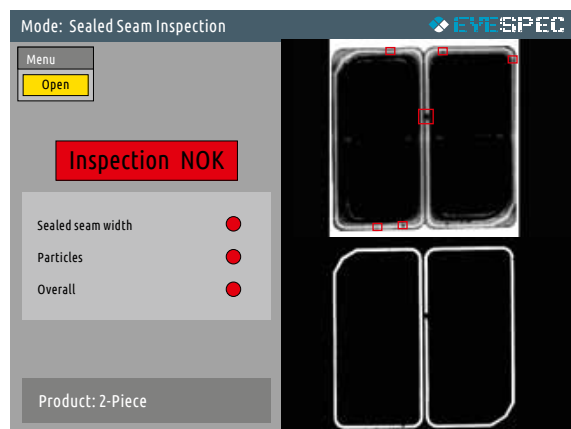 Mode: Sealed Seam Inspection
EYESPEC
Menu
Open
Inspection NOK
Sealed seam width
Particles
Overall
Product: 2-Piece